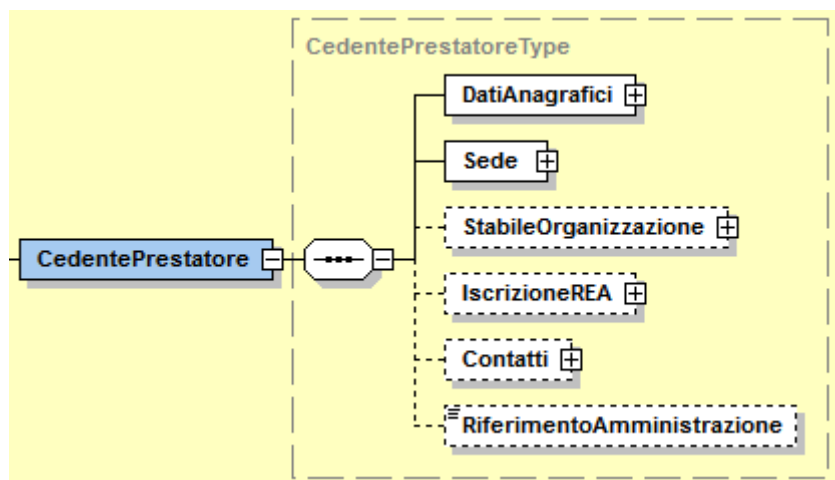 CedentePrestatoreType
DatiAnagrafici
Sede
StabileOrganizzazione
CedentePrestatore
IscrizioneREA
Contatti
RiferimentoAmministrazione